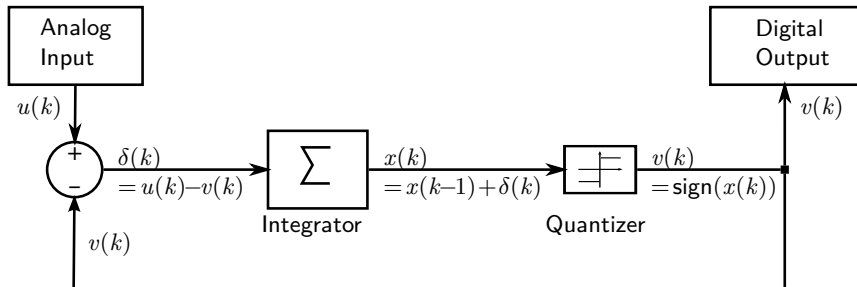 Analog
Input
Digital
Output
u(k)
v(k)
+
−
δ(k)
=u(k)−v(k)
Σ
Integrator
x(k)
=x(k−1)+δ(k)
Quantizer
v(k)
=sign(x(k))
v(k)